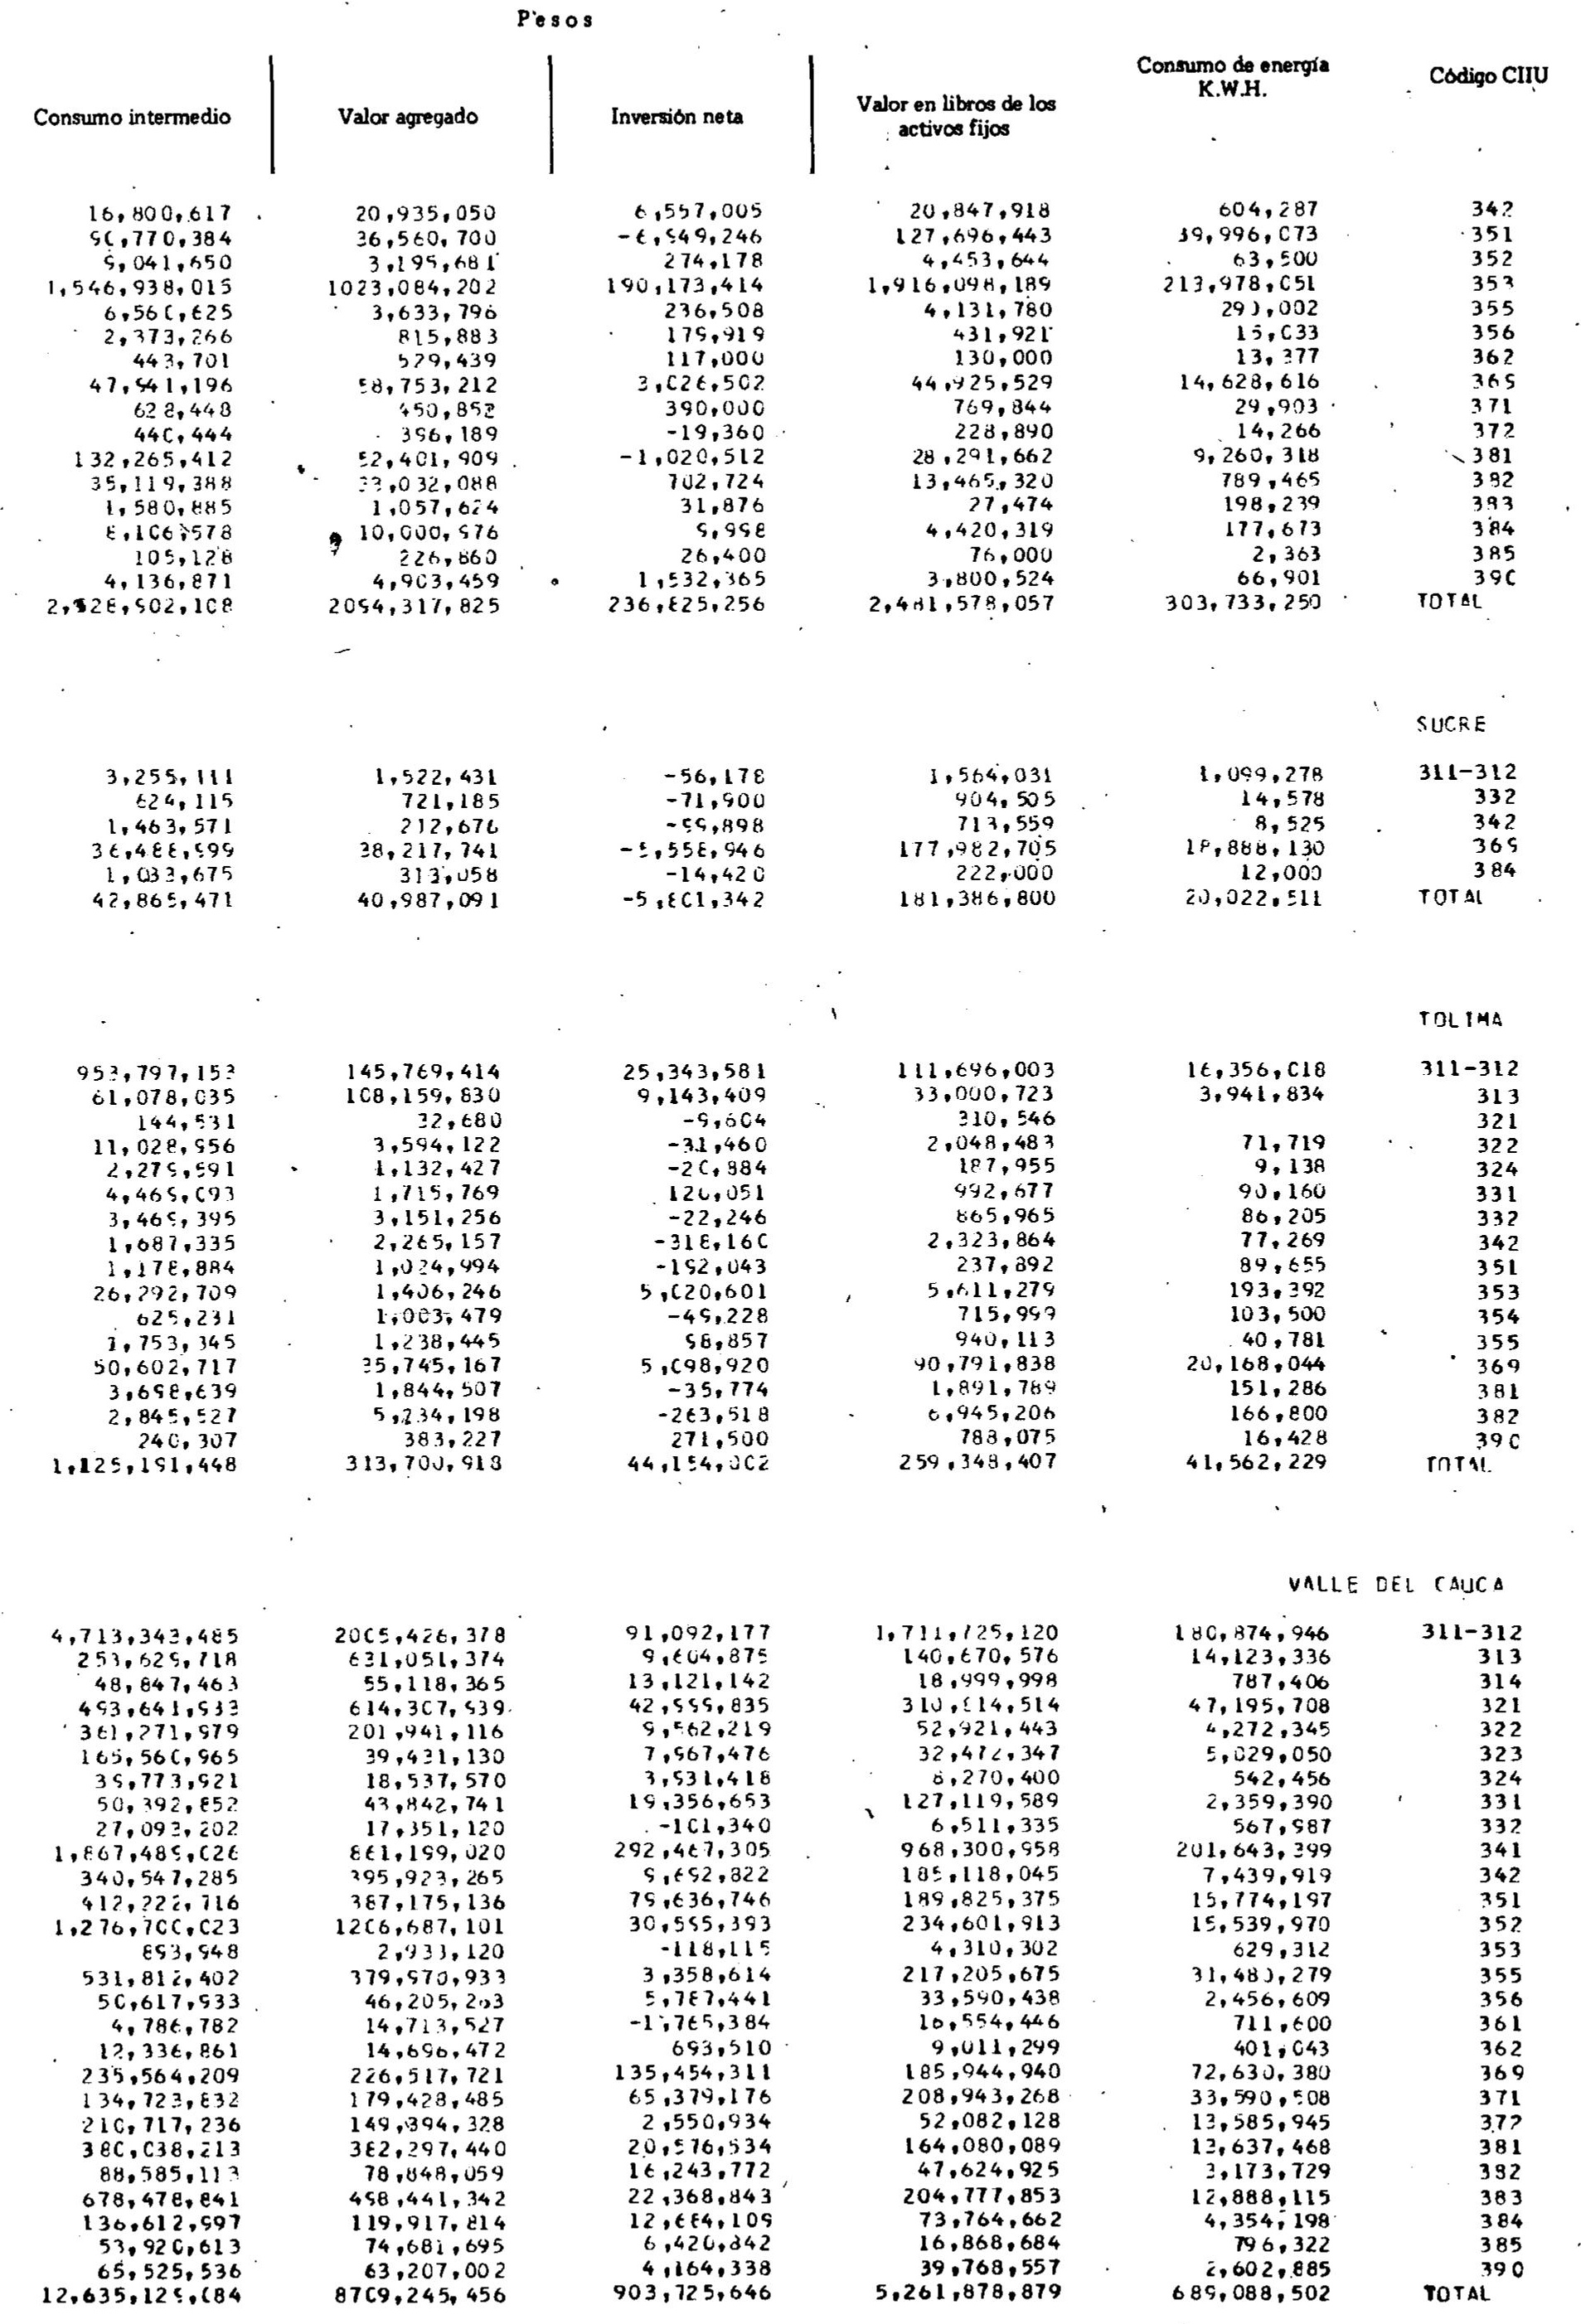 Pesos
Consumo intermedio Valor agregado Inversión neta Valor en libros de los activos fijos Consumo de energía K.W.H. Código CIIU
16,800,617 20,935,050 6,557,005 20,847,918 604,287 342
90,770,384 36,560,700 -6,949,246 127,696,443 39,996,073 351
9,041,650 3,195,681 274,178 4,453,644 63,500 352
1,546,938,015 1023,084,202 190,173,414 1,916,098,189 213,978,051 353
6,560,625 3,633,796 236,508 4,131,780 290,002 355
2,373,266 815,883 179,919 431,921 15,033 356
443,701 529,439 117,000 130,000 13,377 362
47,941,196 58,753,212 3,026,502 44,925,529 14,628,616 369
628,448 450,852 390,000 769,844 29,903 371
440,444 396,189 -19,360 228,890 14,266 372
132,265,412 52,401,909 -1,020,512 28,291,662 9,260,318 381
35,119,388 33,032,088 702,724 13,465,320 789,465 382
1,580,885 1,057,624 31,876 27,474 198,239 383
8,106,578 10,000,976 9,998 4,420,319 177,673 384
105,128 226,860 26,400 76,000 2,363 385
4,136,871 4,903,459 1,532,365 3,800,524 66,901 390
2,928,902,108 2094,317,825 236,825,256 2,481,578,057 303,733,250 TOTAL
SUCRE
3,255,111 1,522,431 -56,178 1,564,031 1,099,278 311-312
624,115 721,185 -71,900 904,505 14,578 332
1,463,571 212,676 -99,898 713,559 8,525 342
36,488,999 38,217,741 -5,558,946 177,982,705 18,888,130 369
1,033,675 313,058 -14,420 222,000 12,000 384
42,865,471 40,987,091 -5,801,342 181,386,800 20,022,511 TOTAL
TOLIMA
953,797,153 145,769,414 25,343,581 111,696,003 16,356,018 311-312
61,078,035 108,159,830 9,143,409 33,000,723 3,941,834 313
144,531 32,680 -9,604 310,546 321
11,028,956 3,594,122 -31,460 2,048,483 71,719 322
2,279,591 1,132,427 -20,884 187,955 9,138 324
4,469,093 1,715,769 120,051 992,677 90,160 331
3,469,395 3,151,256 -22,246 865,965 86,205 332
1,687,335 2,265,157 -318,160 2,323,864 77,269 342
1,178,884 1,024,994 -192,043 237,892 89,655 351
26,292,709 1,406,246 5,020,601 5,611,279 193,392 353
625,231 1,003,479 -49,228 715,999 103,500 354
1,753,345 1,238,445 98,857 940,113 40,781 355
50,602,717 35,745,167 5,098,920 90,791,838 20,168,044 369
3,698,639 1,844,507 -35,774 1,891,789 151,286 381
2,845,527 5,234,198 -263,518 6,945,206 166,800 382
240,307 383,227 271,500 788,075 16,428 390
1,125,191,448 313,700,918 44,154,002 259,348,407 41,562,229 TOTAL
VALLE DEL CAUCA
4,713,343,485 2005,426,378 91,092,177 1,711,725,120 180,874,946 311-312
253,629,718 631,051,374 9,604,875 140,670,576 14,123,336 313
48,847,463 55,118,365 13,121,142 18,999,998 787,406 314
493,641,933 614,307,939 42,999,835 310,814,514 47,195,708 321
361,271,979 201,941,116 9,562,219 52,921,443 4,272,345 322
165,560,965 39,431,130 7,967,476 32,472,347 5,029,050 323
39,773,921 18,537,570 3,931,418 8,270,400 542,456 324
50,392,852 43,842,741 19,356,653 127,119,589 2,359,390 331
27,093,202 17,351,120 -101,340 6,511,335 567,987 332
1,867,489,026 861,199,020 292,467,305 968,300,958 201,643,399 341
340,547,285 395,923,265 9,692,822 185,118,045 7,439,919 342
412,222,716 387,175,136 79,636,746 189,825,375 15,774,197 351
1,276,700,023 1206,687,101 30,595,393 234,601,913 15,539,970 352
893,948 2,933,120 -118,115 4,310,302 629,312 353
531,812,402 379,970,933 3,358,614 217,205,675 31,480,279 355
50,617,933 46,205,263 5,787,441 33,590,438 2,456,609 356
4,786,782 14,713,527 -1,765,384 16,554,446 711,600 361
12,336,861 14,696,472 693,510 9,011,299 401,043 362
235,564,209 226,517,721 135,454,311 185,944,940 72,630,380 369
134,723,832 179,428,485 65,379,176 208,943,268 33,590,508 371
210,717,236 149,394,328 2,550,934 52,082,128 13,585,945 372
380,038,213 382,297,440 20,576,534 164,080,089 12,637,468 381
88,585,113 78,848,059 16,243,772 47,624,925 3,173,729 382
678,478,841 498,441,342 22,368,843 204,777,853 12,888,115 383
136,612,997 119,917,814 12,684,109 73,764,662 4,354,198 384
53,920,613 74,681,695 6,420,842 16,868,684 796,322 385
65,525,536 63,207,002 4,164,338 39,768,557 2,602,885 390
12,635,129,084 8709,245,456 903,725,646 5,261,878,879 689,088,502 TOTAL